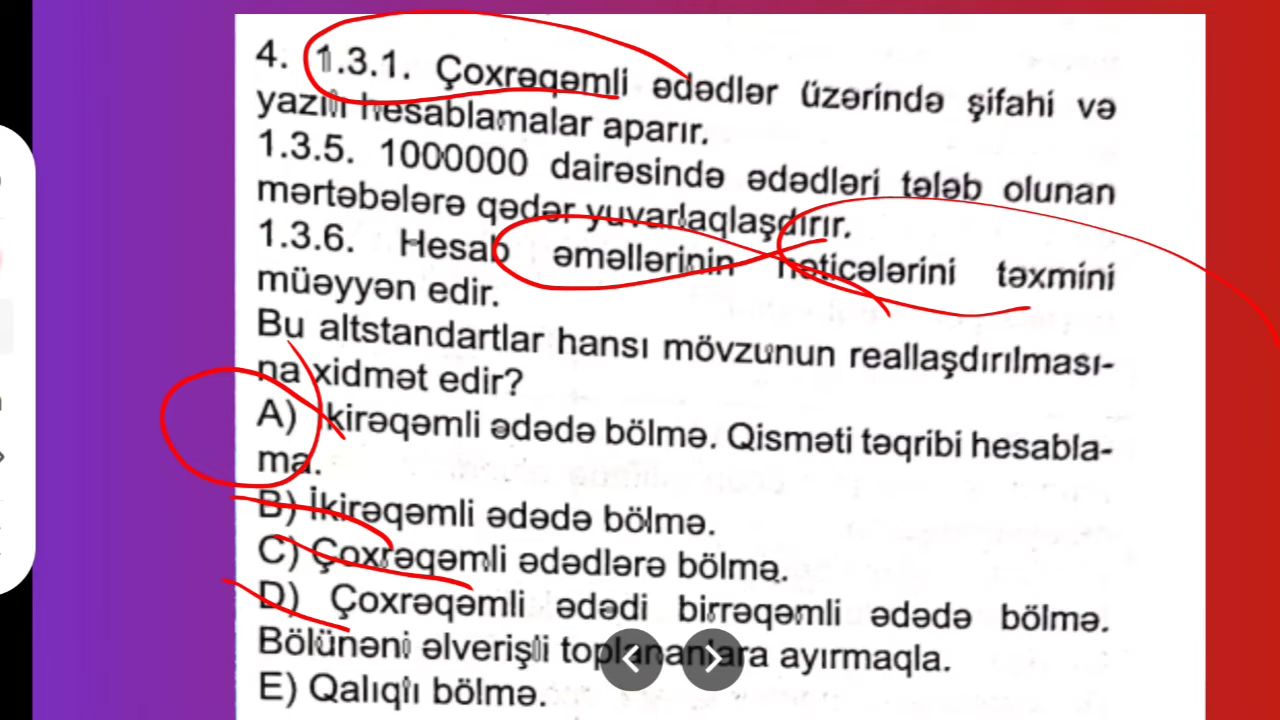 4. 1.3.1. Çoxrəqəmli ədədlər üzərində şifahi və
yazılı hesablamalar aparır.
1.3.5. 1000000 dairəsində ədədləri tələb olunan
mərtəbələrə qədər yuvarlaqlaşdırır.
1.3.6. Hesab əməllərinin nəticələrini təxmini
müəyyən edir.
Bu altstandartlar hansı mövzunun reallaşdırılması-
na xidmət edir?
A) İkirəqəmli ədədə bölmə. Qisməti təqribi hesabla-
ma.
B) İkirəqəmli ədədə bölmə.
C) Çoxrəqəmli ədədlərə bölmə.
D) Çoxrəqəmli ədədi birrəqəmli ədədə bölmə.
Bölünəni əlverişli toplananlara ayırmaqla.
E) Qalıqlı bölmə.